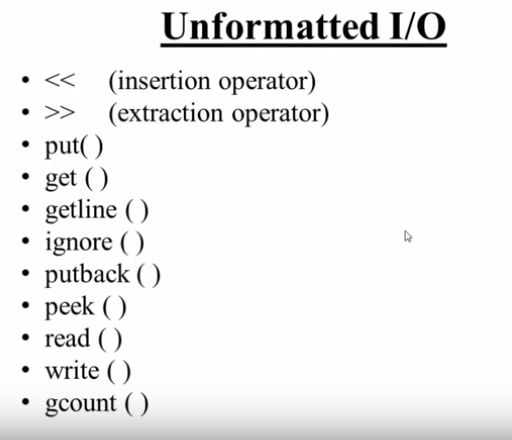 Unformatted I/O
• << (insertion operator)
• >> (extraction operator)
• put( )
• get ( )
• getline ( )
• ignore ( )
• putback ( )
• peek ( )
• read ( )
• write ( )
• gcount ( )